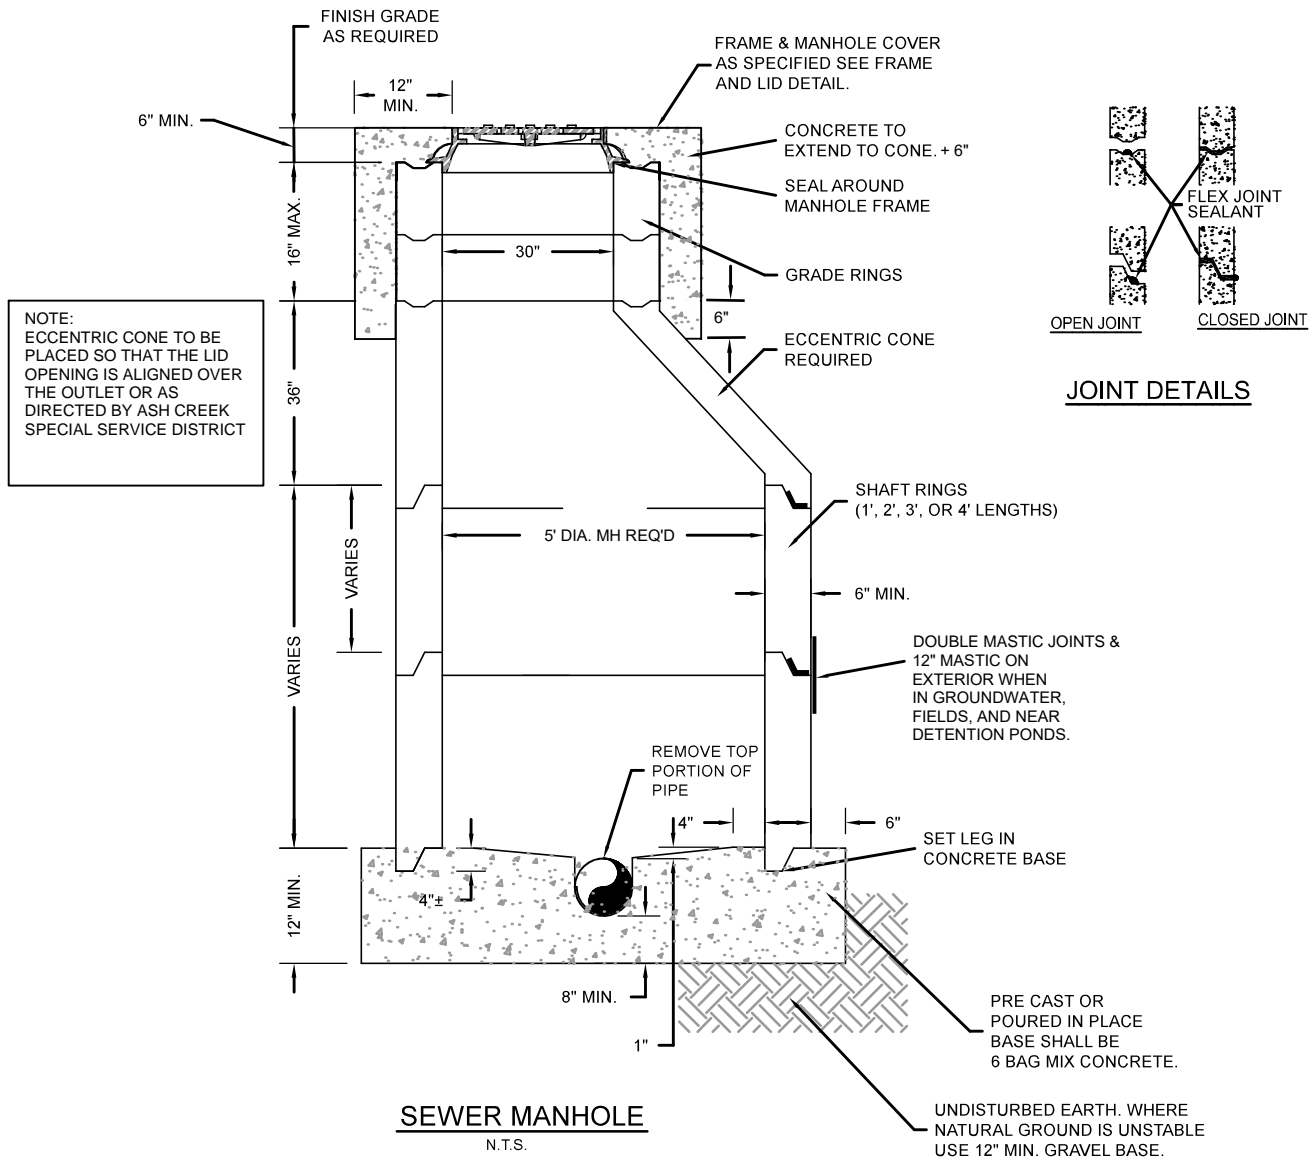 FINISH GRADE
AS REQUIRED
FRAME & MANHOLE COVER
AS SPECIFIED SEE FRAME
AND LID DETAIL.
12"
MIN.
6" MIN.
CONCRETE TO
EXTEND TO CONE. + 6"
SEAL AROUND
MANHOLE FRAME
FLEX JOINT
SEALANT
16" MAX.
30"
GRADE RINGS
6"
OPEN JOINT
CLOSED JOINT
NOTE:
ECCENTRIC CONE TO BE
PLACED SO THAT THE LID
OPENING IS ALIGNED OVER
THE OUTLET OR AS
DIRECTED BY ASH CREEK
SPECIAL SERVICE DISTRICT
ECCENTRIC CONE
REQUIRED
JOINT DETAILS
36"
SHAFT RINGS
(1', 2', 3', OR 4' LENGTHS)
5' DIA. MH REQ'D
VARIES
6" MIN.
VARIES
DOUBLE MASTIC JOINTS &
12" MASTIC ON
EXTERIOR WHEN
IN GROUNDWATER,
FIELDS, AND NEAR
DETENTION PONDS.
REMOVE TOP
PORTION OF
PIPE
4"
6"
SET LEG IN
CONCRETE BASE
12" MIN.
4"±
8" MIN.
1"
PRE CAST OR
POURED IN PLACE
BASE SHALL BE
6 BAG MIX CONCRETE.
SEWER MANHOLE
N.T.S.
UNDISTURBED EARTH. WHERE
NATURAL GROUND IS UNSTABLE
USE 12" MIN. GRAVEL BASE.